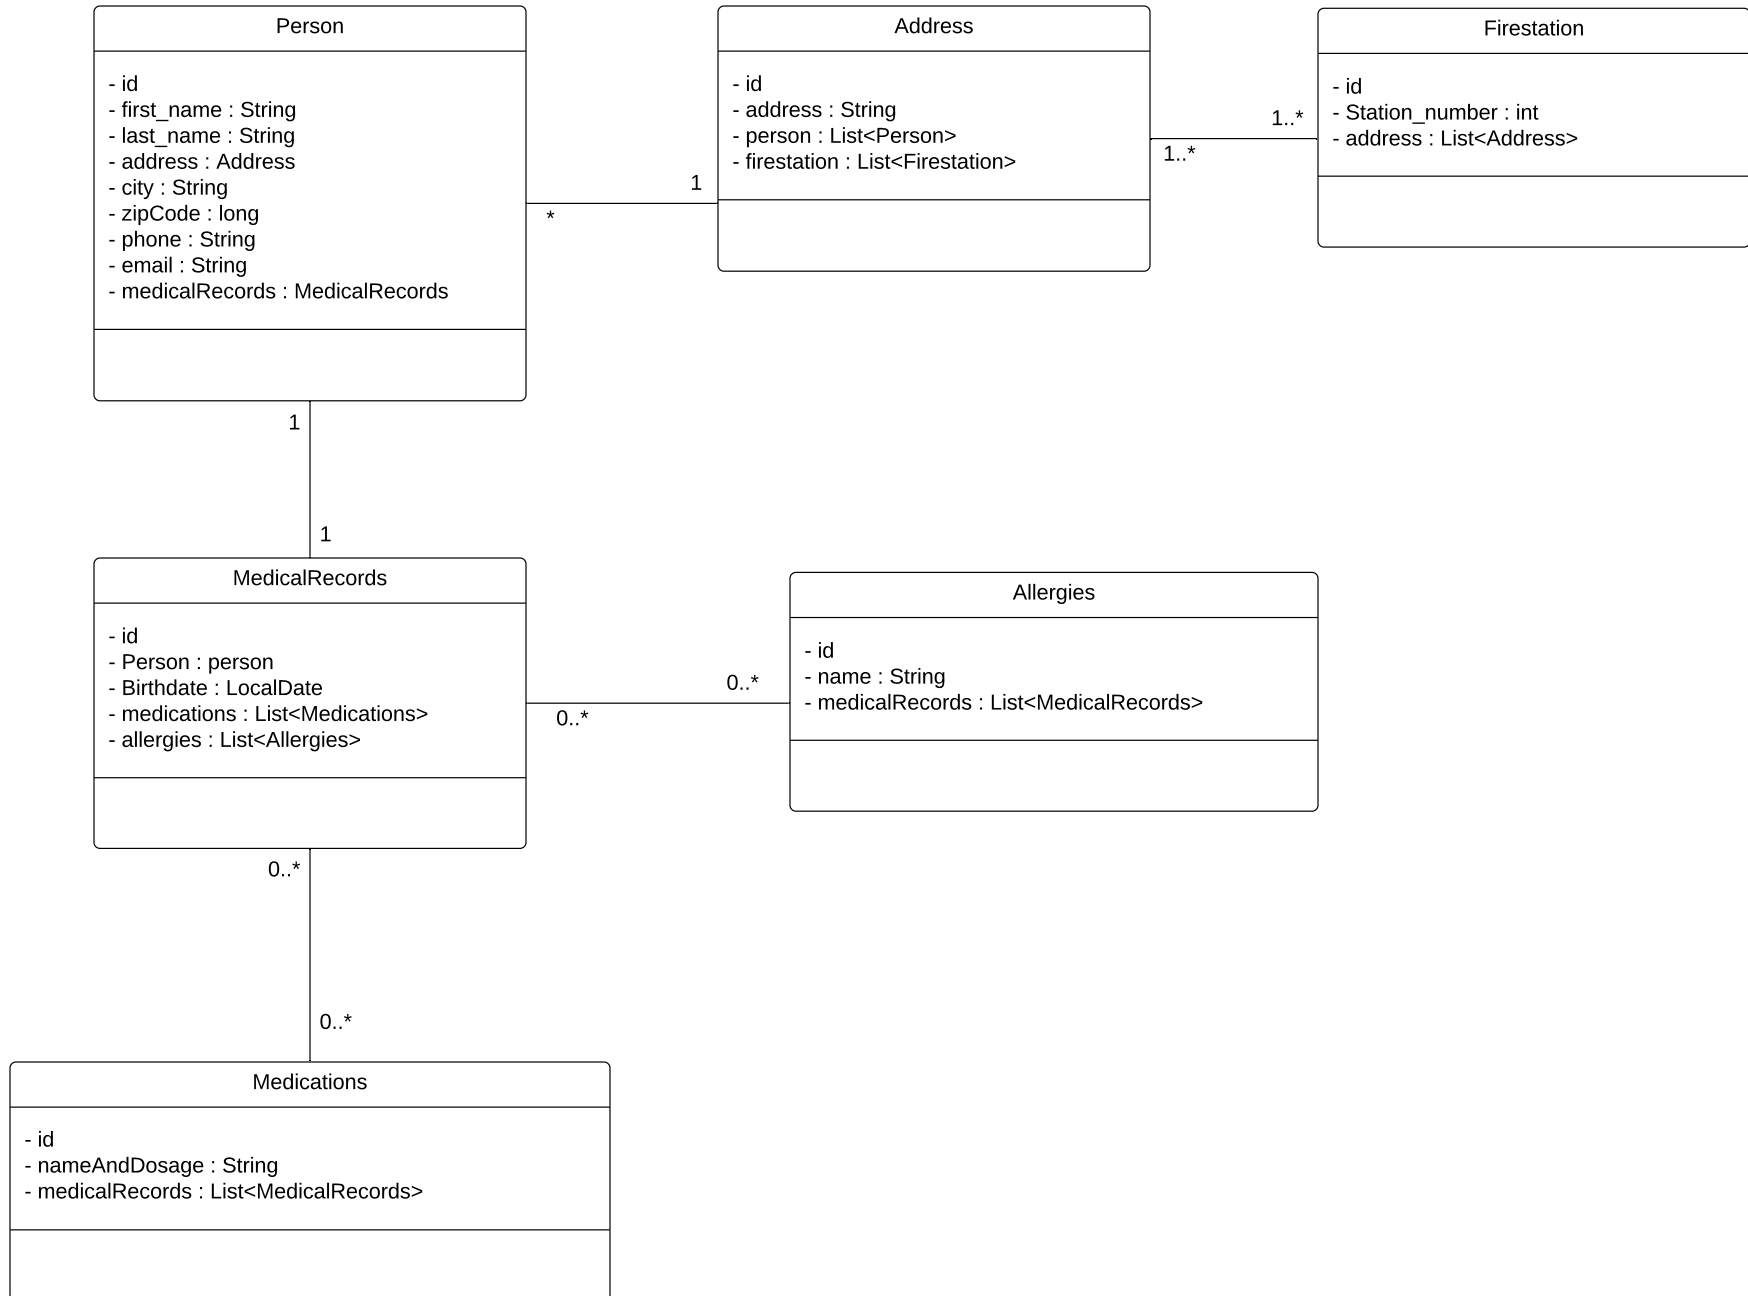 Person
- id
- first_name : String
- last_name : String
- address : Address
- city : String
- zipCode : long
- phone : String
- email : String
- medicalRecords : MedicalRecords
Address
- id
- address : String
- person : List<Person>
- firestation : List<Firestation>
Firestation
- id
- Station_number : int
- address : List<Address>
1
*
1..*
1..*
1
1
MedicalRecords
- id
- Person : person
- Birthdate : LocalDate
- medications : List<Medications>
- allergies : List<Allergies>
0..*
0..*
Allergies
- id
- name : String
- medicalRecords : List<MedicalRecords>
0..*
0..*
Medications
- id
- nameAndDosage : String
- medicalRecords : List<MedicalRecords>